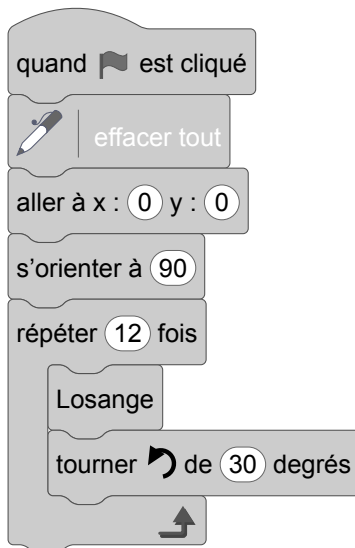 quand est cliqué
effacer tout
aller à x : 0 y : 0
s’orienter à 90
répéter 12 fois
Losange
tourner de 30 degrés